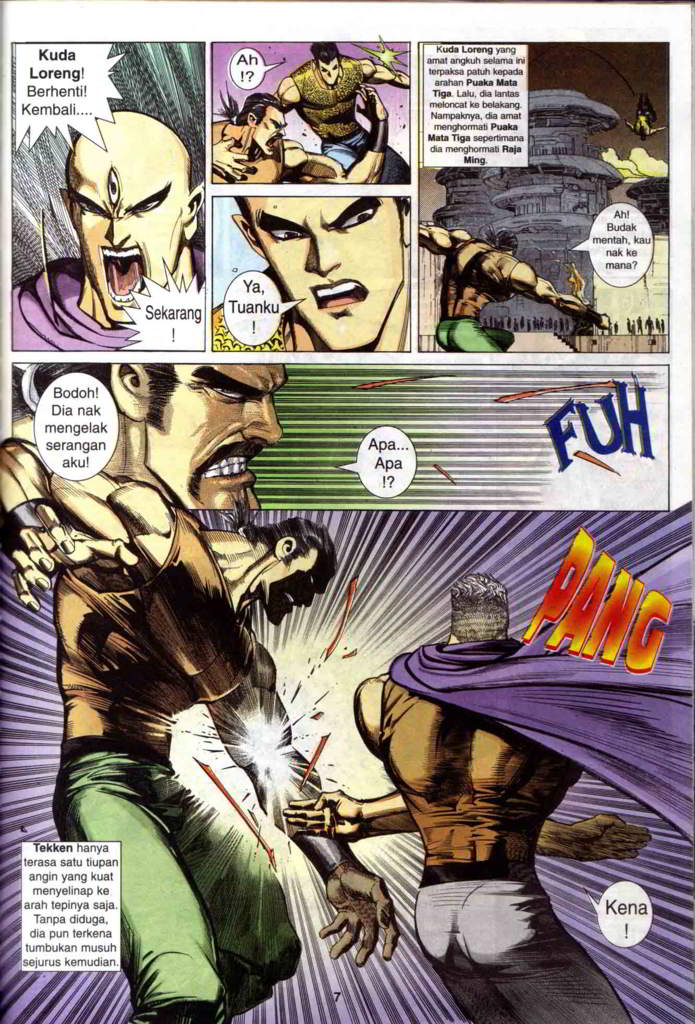 Kuda
Loreng!
Berhenti!
Kembali....
Sekarang
!
Ah
!?
Ya,
Tuanku
!
Kuda Loreng yang
amat angkuh selama ini
terpaksa patuh kepada
arahan Puaka Mata
Tiga. Lalu, dia lantas
meloncat ke belakang.
Nampaknya, dia amat
menghormati Puaka
Mata Tiga sepertimana
dia menghormati Raja
Ming.
Ah!
Budak
mentah, kau
nak ke
mana?
Bodoh!
Dia nak
mengelak
serangan
aku!
Apa...
Apa
!?
FUH
PANG
Tekken hanya
terasa satu tiupan
angin yang kuat
menyelinap ke
arah tepinya saja.
Tanpa diduga,
dia pun terkena
tumbukan musuh
sejurus kemudian.
Kena
!
7